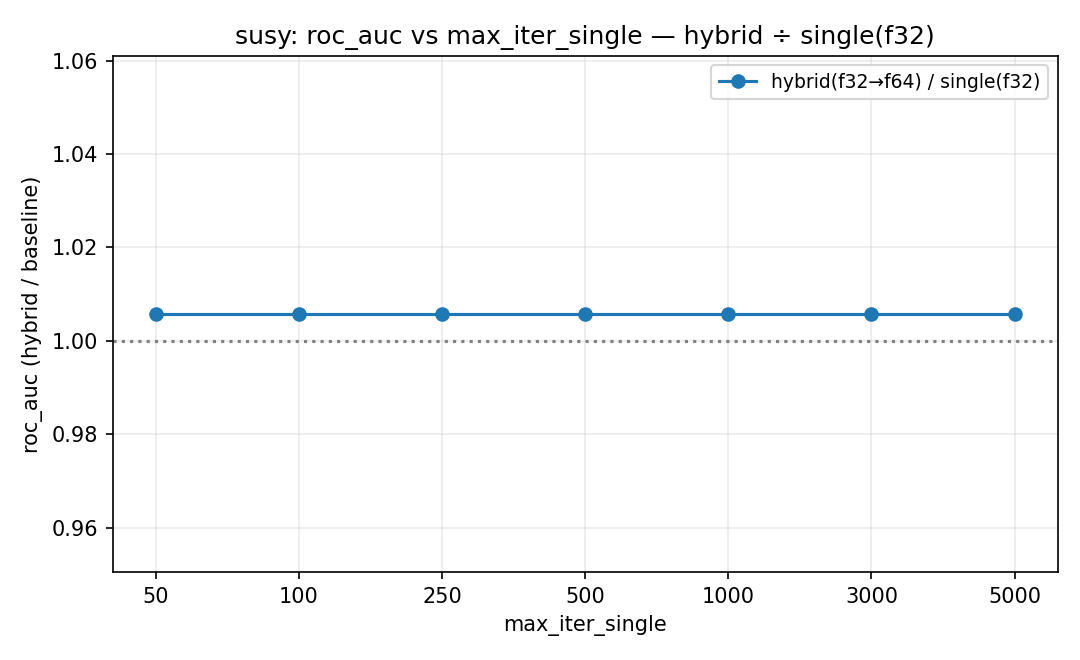 susy: roc_auc vs max_iter_single — hybrid ÷ single(f32)
hybrid(f32→f64) / single(f32)
roc_auc (hybrid / baseline)
1.06
1.04
1.02
1.00
0.98
0.96
50 100 250 500 1000 3000 5000
max_iter_single